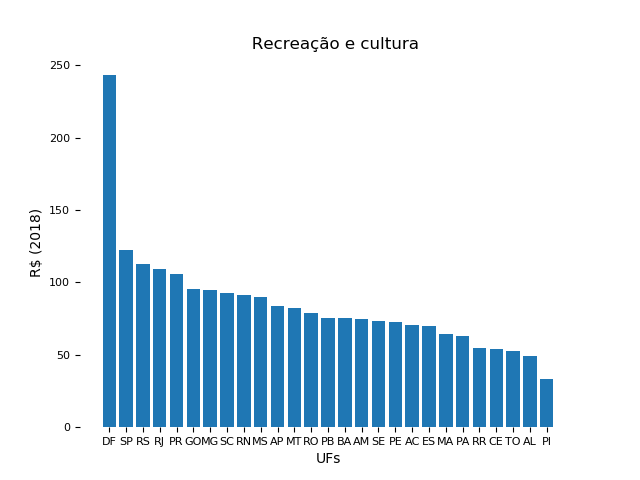 Recreação e cultura
250
200
150
100
50
0
R$ (2018)
DF SP RS RJ PR GO MG SC RN MS AP MT RO PB BA AM SE PE AC ES MA PA RR CE TO AL PI
UFs